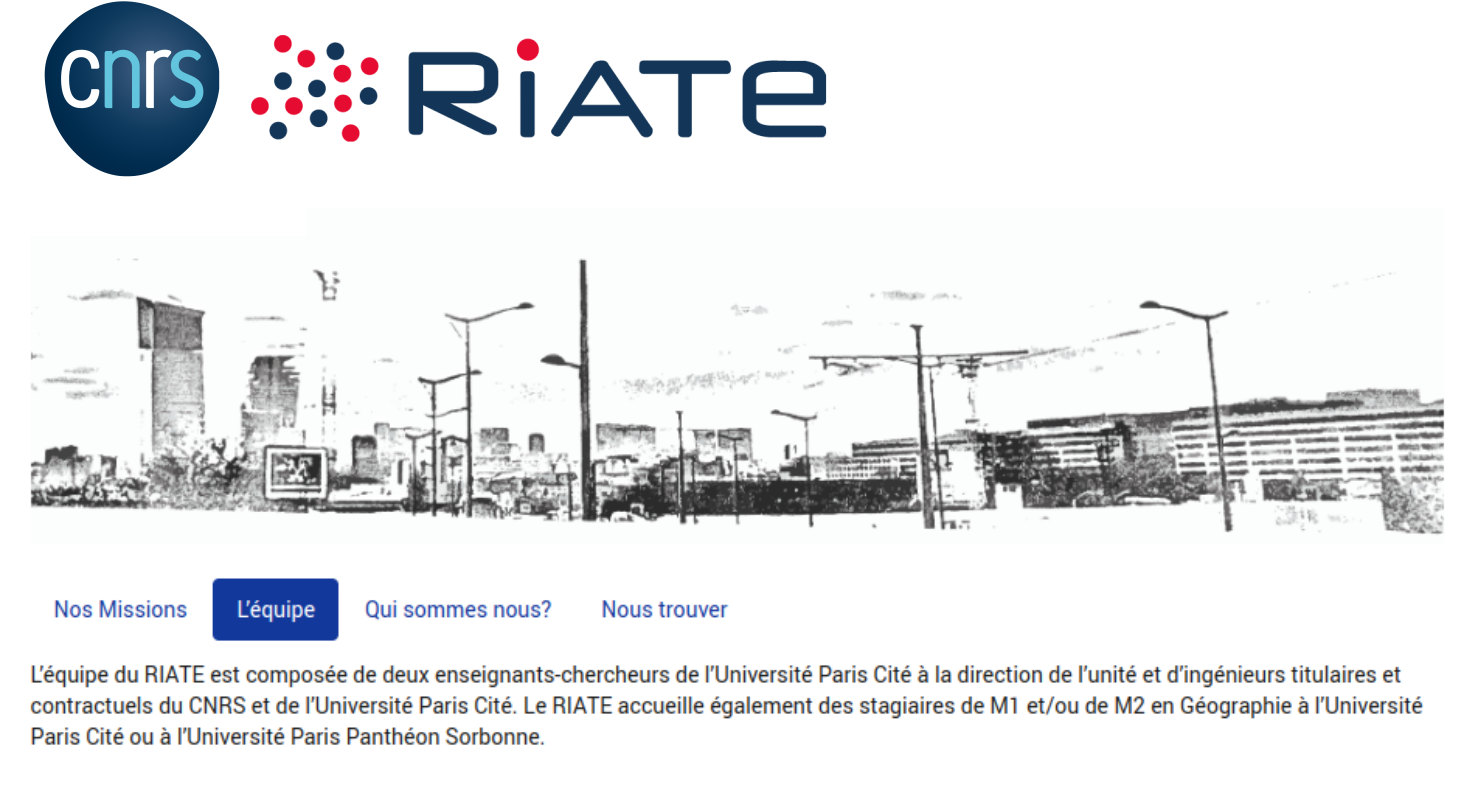 cnrs RiATe
Nos Missions L'équipe Qui sommes nous? Nous trouver
L'équipe du RIATE est composée de deux enseignants-chercheurs de l'Université Paris Cité à la direction de l'unité et d'ingénieurs titulaires et
contractuels du CNRS et de l'Université Paris Cité. Le RIATE accueille également des stagiaires de M1 et/ou de M2 en Géographie à l'Université
Paris Cité ou à l'Université Paris Panthéon Sorbonne.